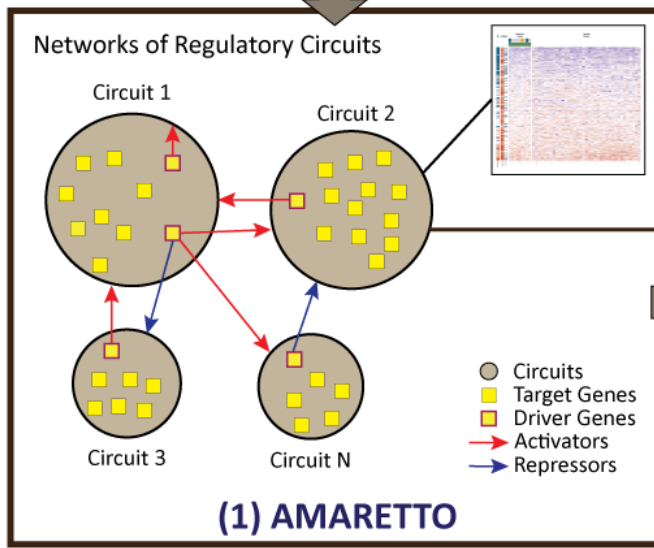 Networks of Regulatory Circuits
Circuit 1
Circuit 2
Circuit 3
Circuit N
Circuits
Target Genes
Driver Genes
Activators
Repressors
(1) AMARETTO